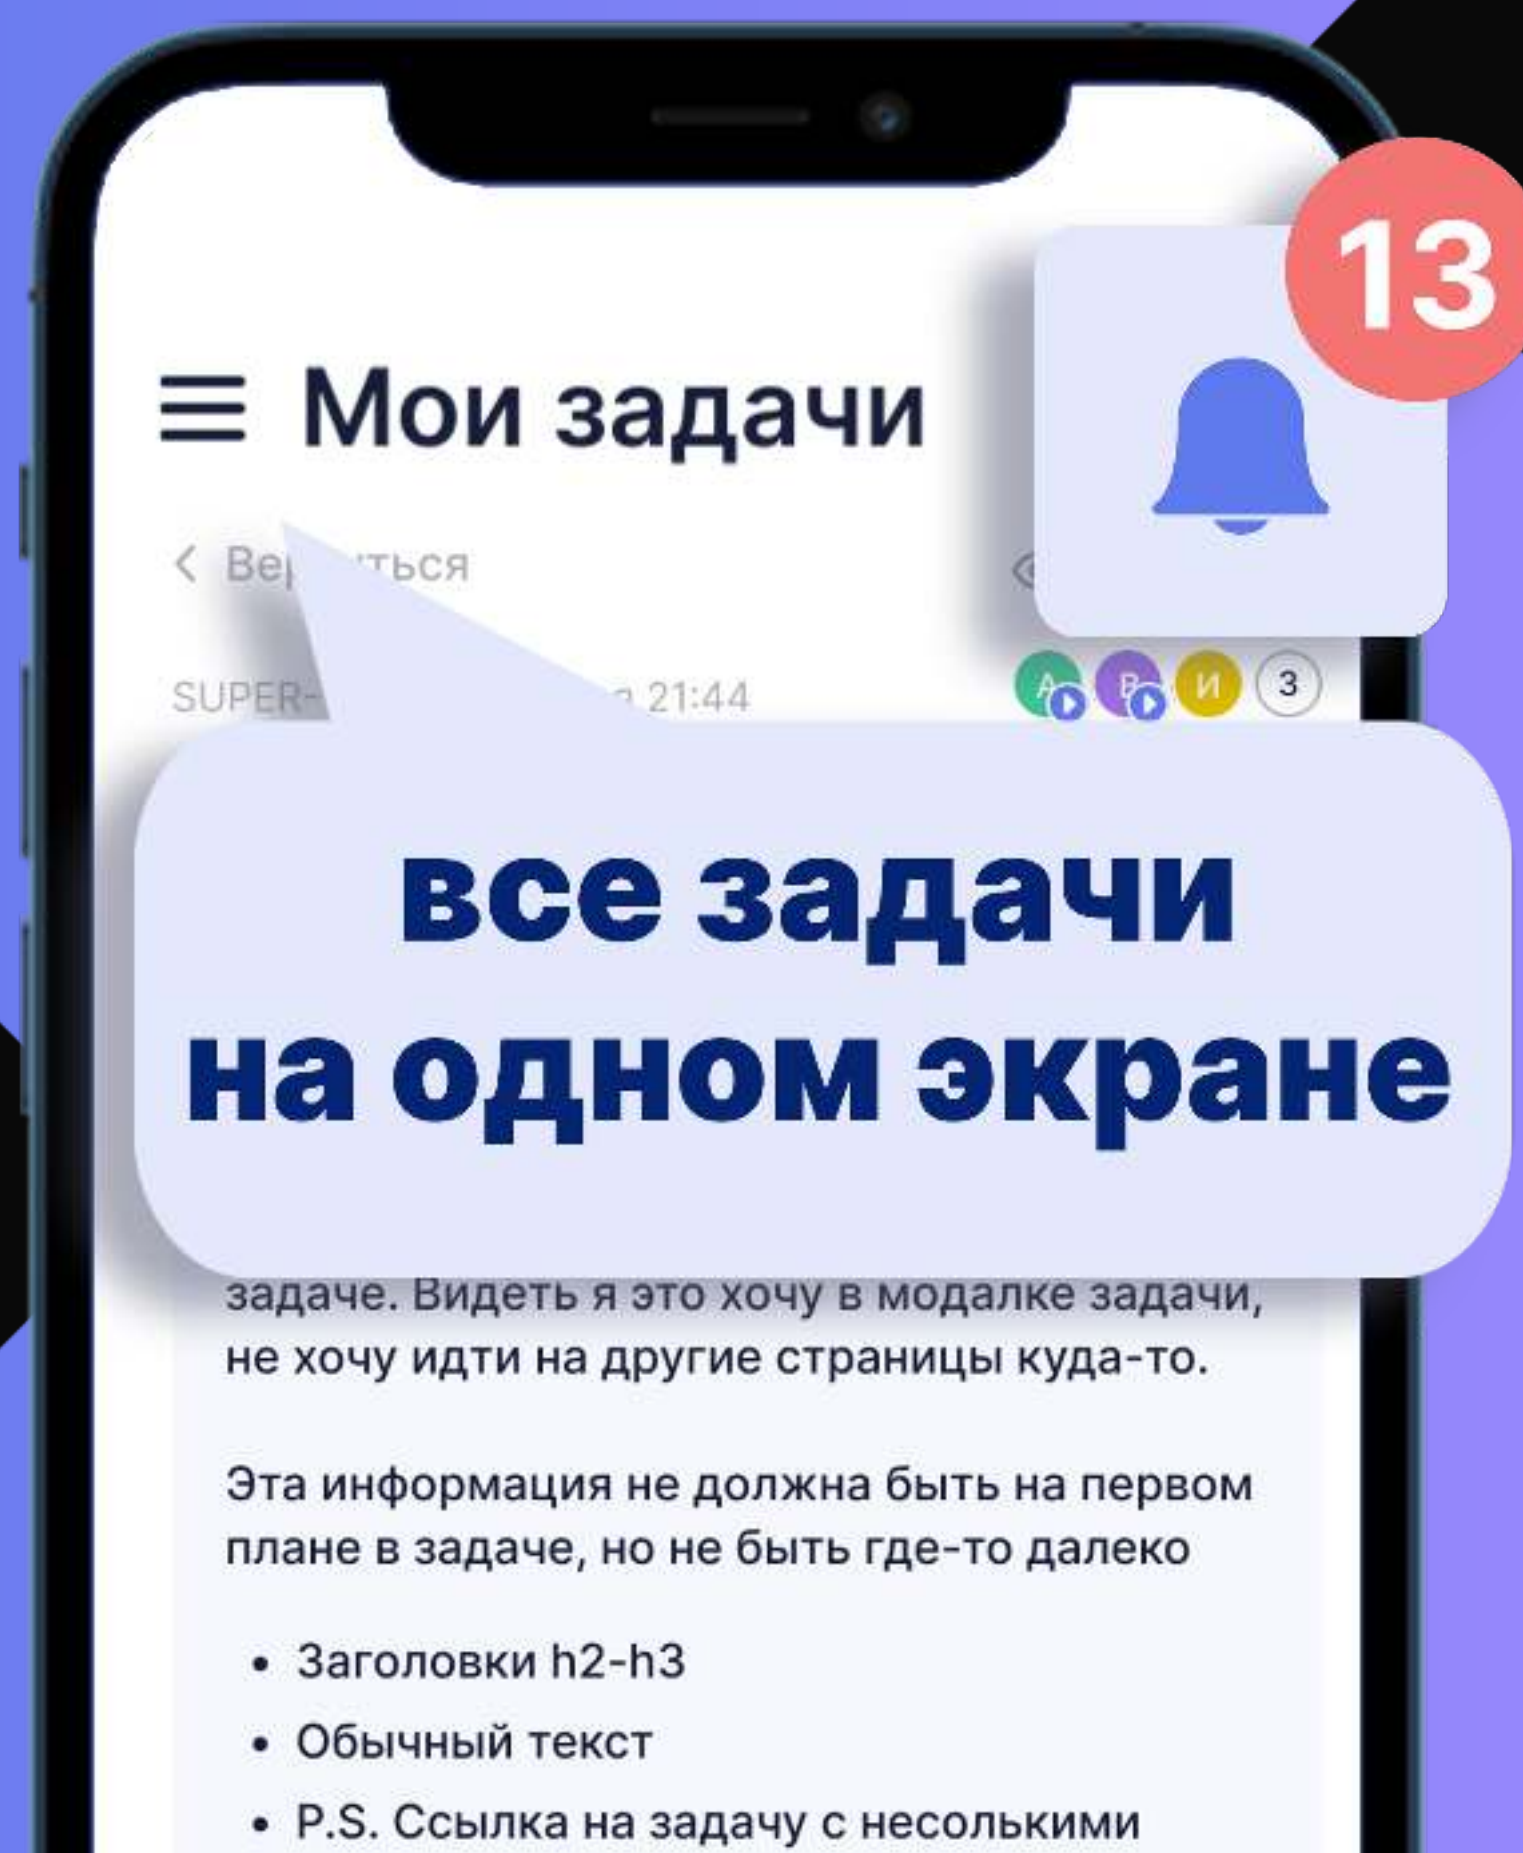 13
Мои задачи
SUPER- 21:44
А В И 3
все задачи
на одном экране
задаче. Видеть я это хочу в модалке задачи,
не хочу идти на другие страницы куда-то.
Эта информация не должна быть на первом
плане в задаче, но не быть где-то далеко
• Заголовки h2-h3
• Обычный текст
• P.S. Ссылка на задачу с несолькими